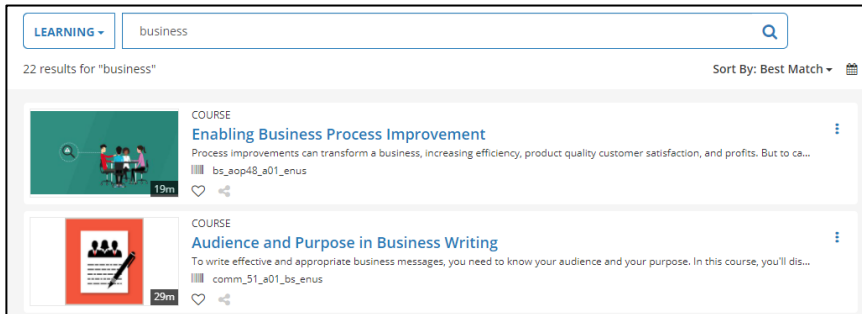 LEARNING
business
22 results for "business"
Sort By: Best Match
COURSE
Enabling Business Process Improvement
Process improvements can transform a business, increasing efficiency, product quality customer satisfaction, and profits. But to ca...
bs_aop48_a01_enus
19m
COURSE
Audience and Purpose in Business Writing
To write effective and appropriate business messages, you need to know your audience and your purpose. In this course, you'll dis...
comm_51_a01_bs_enus
29m